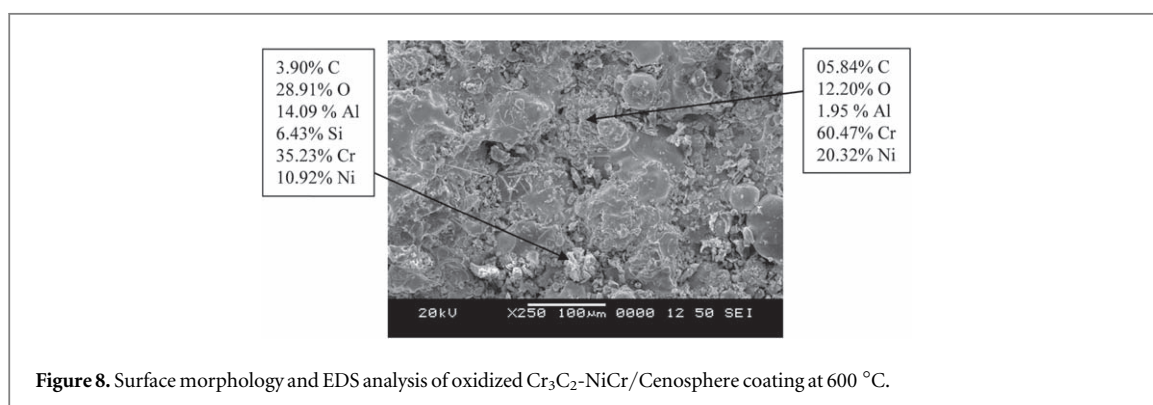 3.90% C
28.91% O
14.09 % Al
6.43% Si
35.23% Cr
10.92% Ni
05.84% C
12.20% O
1.95% Al
60.47% Cr
20.32% Ni
20kV X250 100μm 0000 12 50 SEI
Figure 8. Surface morphology and EDS analysis of oxidized Cr₃C₂-NiCr/Cenosphere coating at 600 °C.